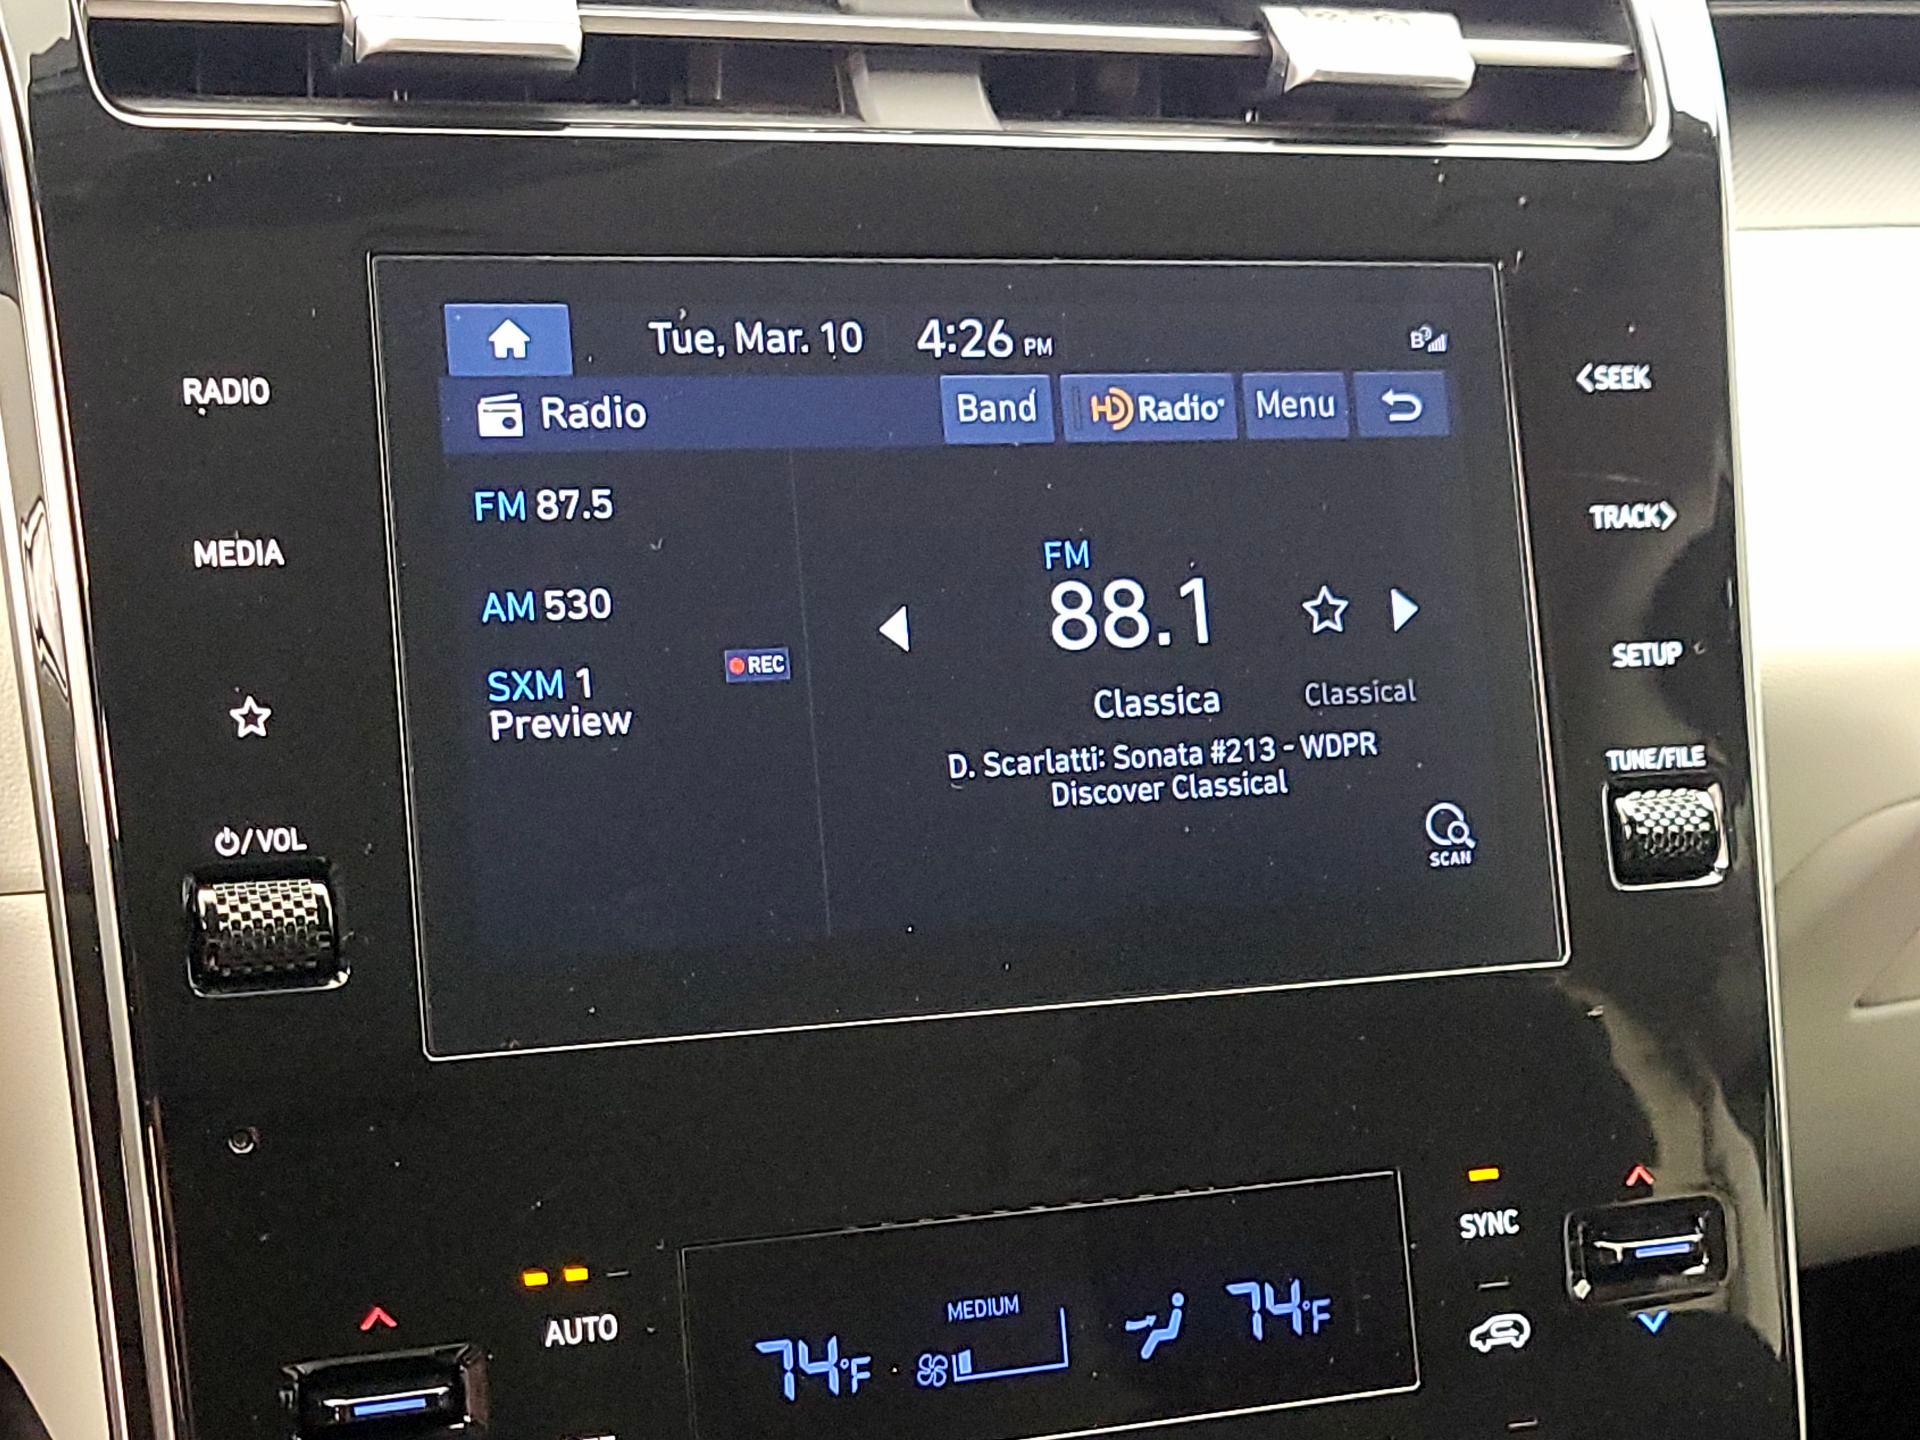 Tue, Mar. 10 4:26 PM
Radio Band HD Radio Menu
FM 87.5
AM 530
SXM 1
Preview
REC
FM
88.1
Classica Classical
D. Scarlatti: Sonata #213 - WDPR
Discover Classical
SCAN
RADIO
MEDIA
/VOL
<SEEK
TRACK>
SETUP
TUNE/FILE
AUTO
74°F
MEDIUM
74°F
SYNC